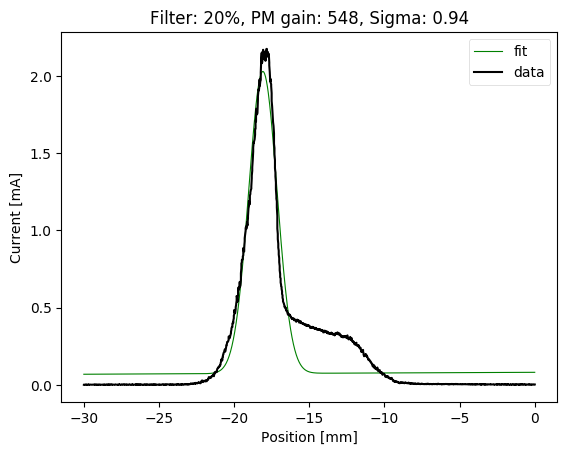 Filter: 20%, PM gain: 548, Sigma: 0.94
fit
data
2.0
1.5
1.0
0.5
0.0
Current [mA]
−30 −25 −20 −15 −10 −5 0
Position [mm]